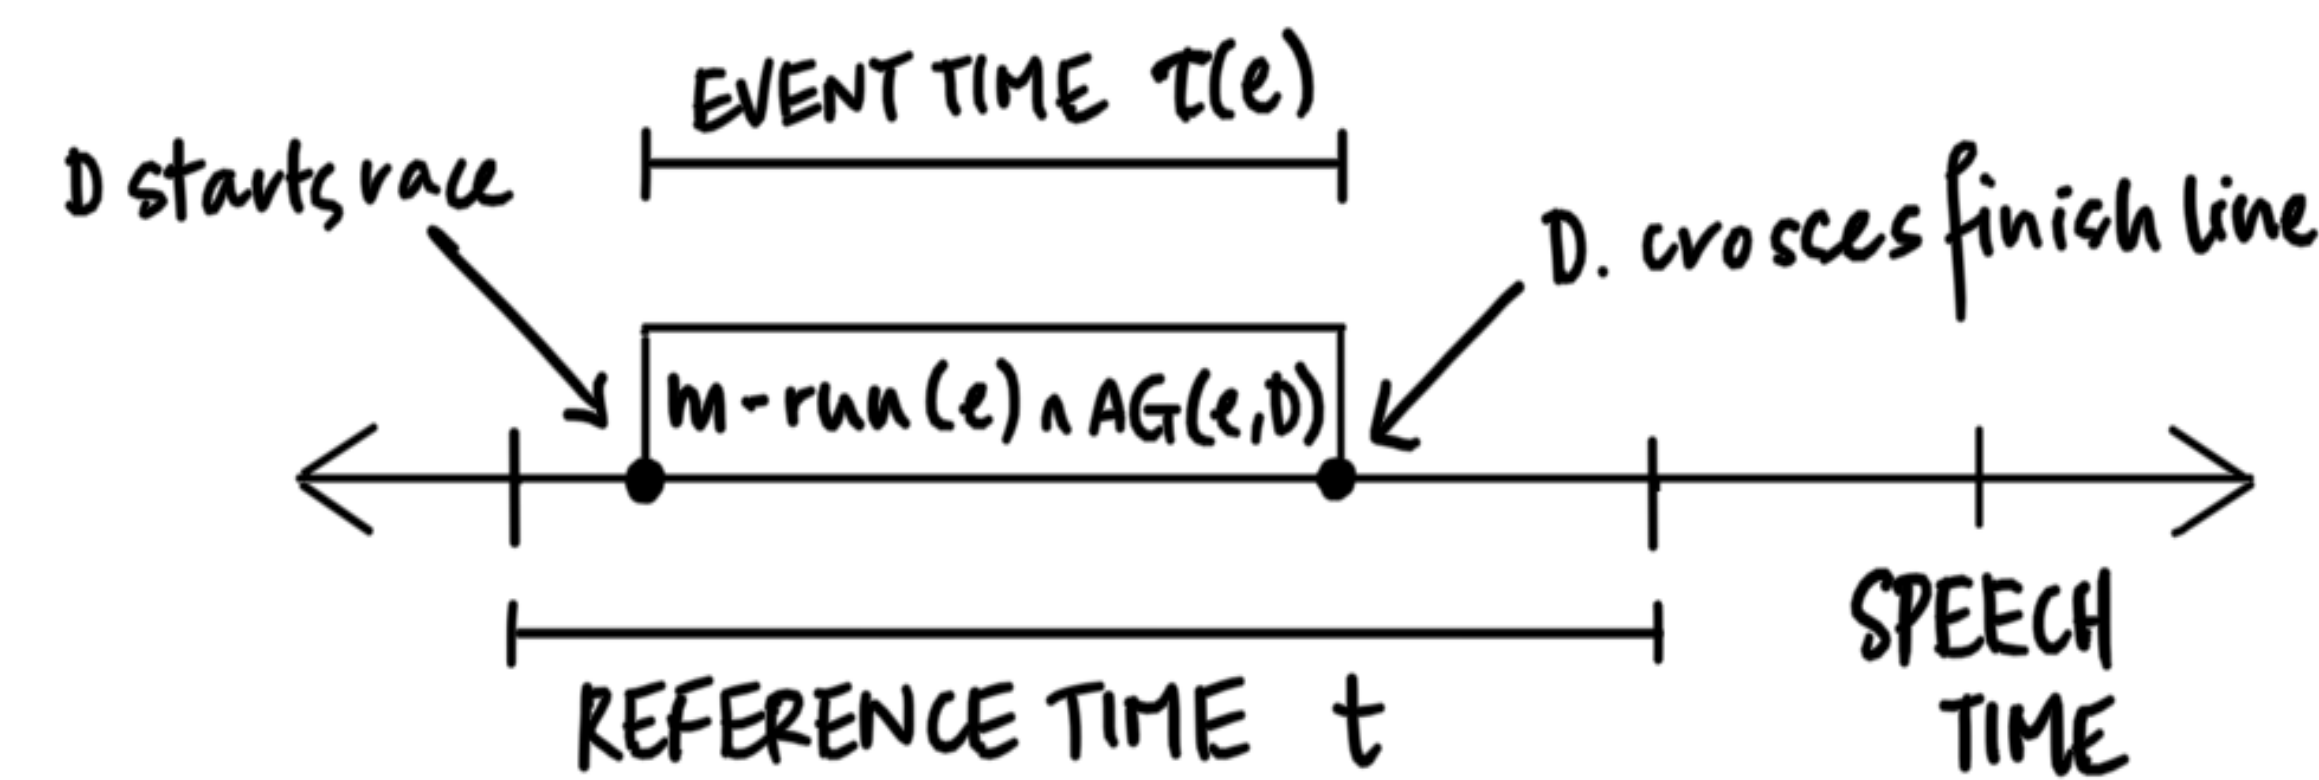 EVENT TIME τ(e)
D starts race
D. crosses finish line
m-run(e) ∧ AG(e,D)
REFERENCE TIME t
SPEECH
TIME